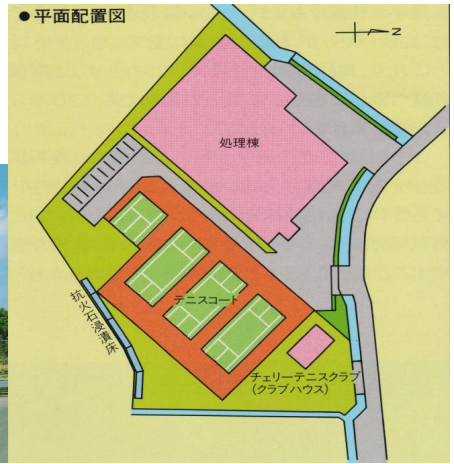 ●平面配置図
N
処理棟
テニスコート
抗火石浸漬床
チェリーテニスクラブ
(クラブハウス)